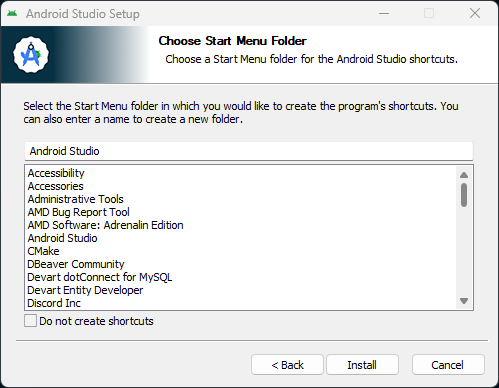 Android Studio Setup
Choose Start Menu Folder
Choose a Start Menu folder for the Android Studio shortcuts.
Select the Start Menu folder in which you would like to create the program's shortcuts. You
can also enter a name to create a new folder.
Android Studio
Accessibility
Accessories
Administrative Tools
AMD Bug Report Tool
AMD Software: Adrenalin Edition
Android Studio
CMake
DBeaver Community
Devart dotConnect for MySQL
Devart Entity Developer
Discord Inc
Do not create shortcuts
< Back
Install
Cancel